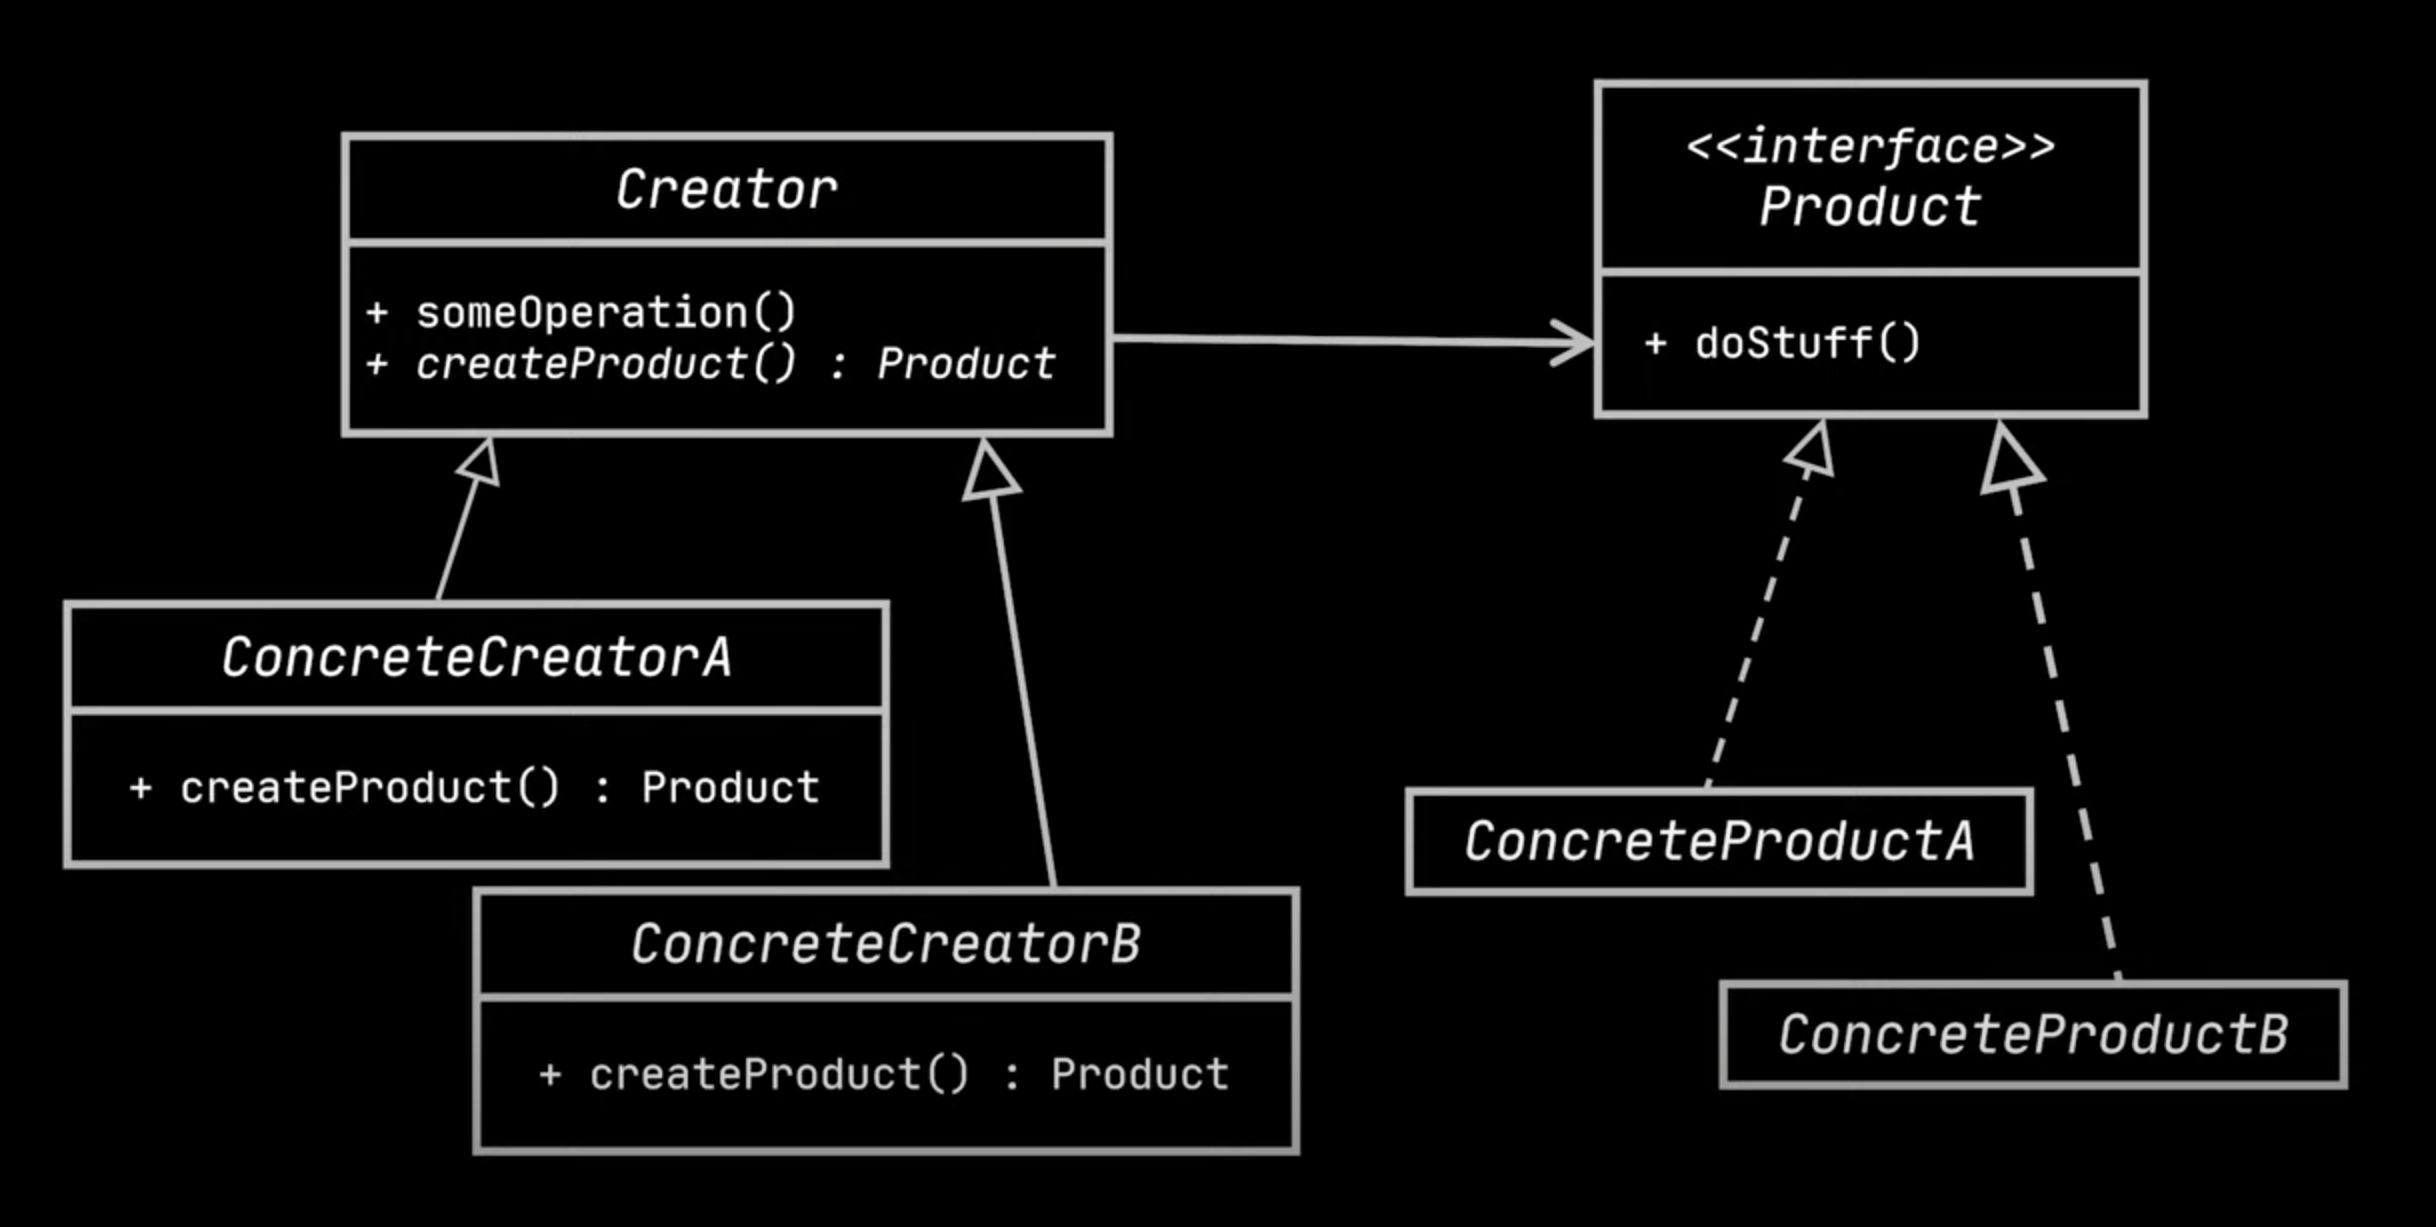 Creator
+ someOperation()
+ createProduct() : Product
<<interface>>
Product
+ doStuff()
ConcreteCreatorA
+ createProduct() : Product
ConcreteCreatorB
+ createProduct() : Product
ConcreteProductA
ConcreteProductB